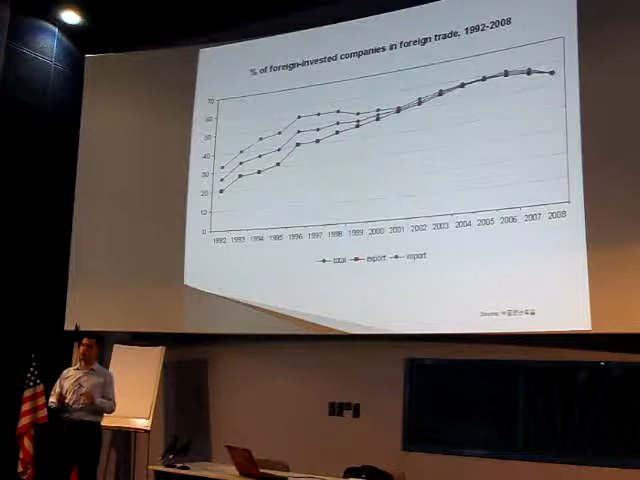 % of foreign-invested companies in foreign trade, 1992-2008
70
60
50
40
30
20
10
0
1992 1993 1994 1995 1996 1997 1998 1999 2000 2001 2002 2003 2004 2005 2006 2007 2008
total export
Source: